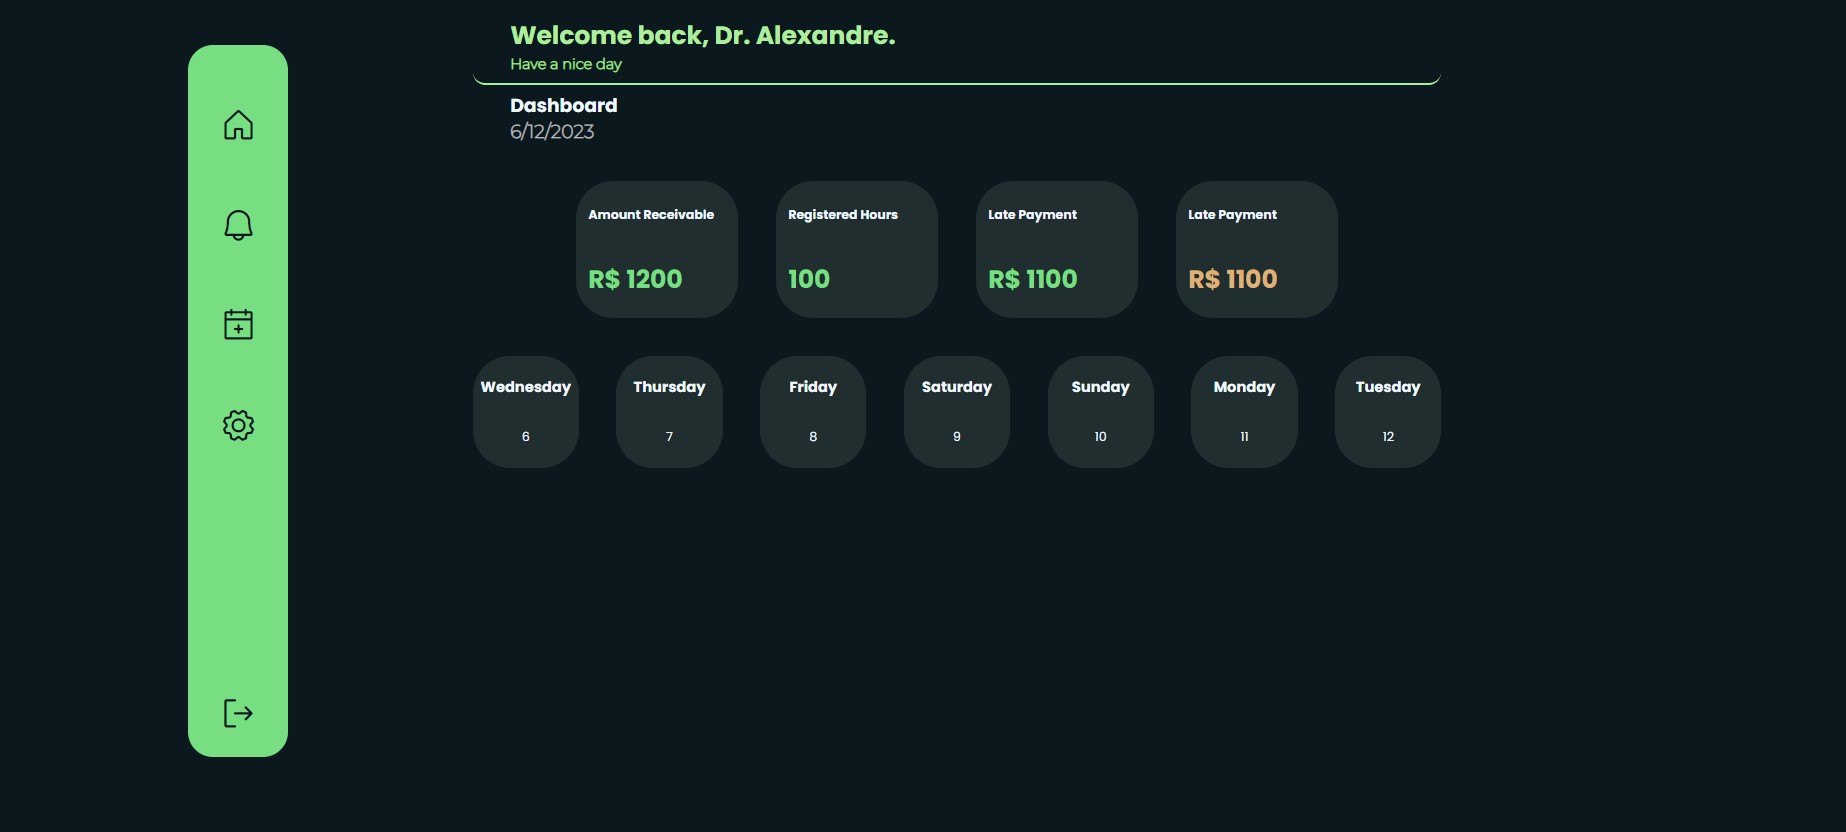 Welcome back, Dr. Alexandre.
Have a nice day
Dashboard
6/12/2023
Amount Receivable
R$ 1200
Registered Hours
100
Late Payment
R$ 1100
Late Payment
R$ 1100
Wednesday
6
Thursday
7
Friday
8
Saturday
9
Sunday
10
Monday
11
Tuesday
12